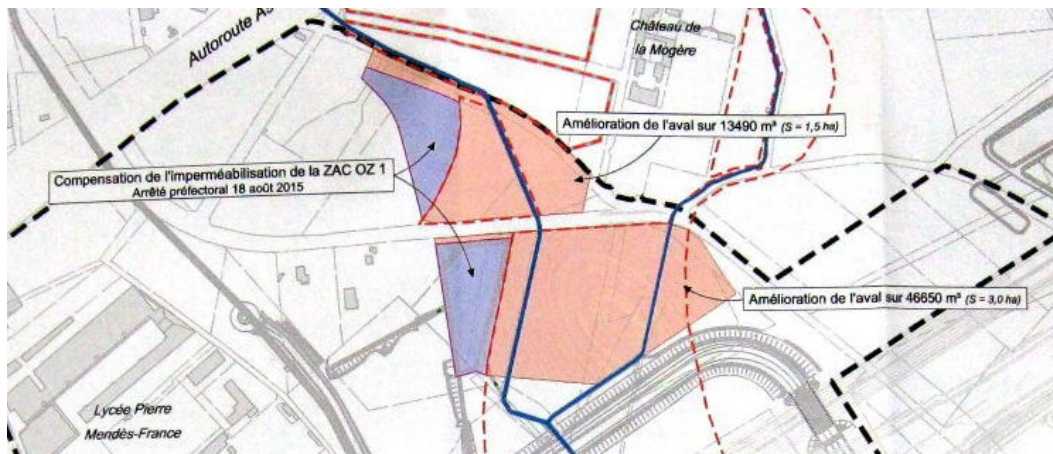 Autoroute
Château de
la Mogère
Amélioration de l'aval sur 13490 m³ (S = 1,5 ha)
Compensation de l'imperméabilisation de la ZAC OZ 1
Arrêté préfectoral 18 août 2015
Amélioration de l'aval sur 46650 m³ (S = 3,0 ha)
Lycée Pierre
Mendès-France